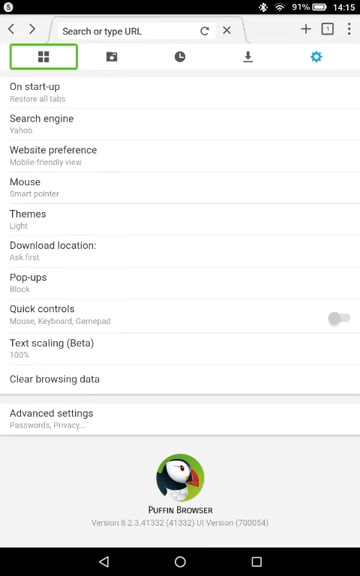 S
91%
14:15
Search or type URL
1
On start-up
Restore all tabs
Search engine
Yahoo
Website preference
Mobile-friendly view
Mouse
Smart pointer
Themes
Light
Download location:
Ask first
Pop-ups
Block
Quick controls
Mouse, Keyboard, Gamepad
Text scaling (Beta)
100%
Clear browsing data
Advanced settings
Passwords, Privacy...
PUFFIN BROWSER
Version 8.2.3.41332 (41332) UI Version (700054)